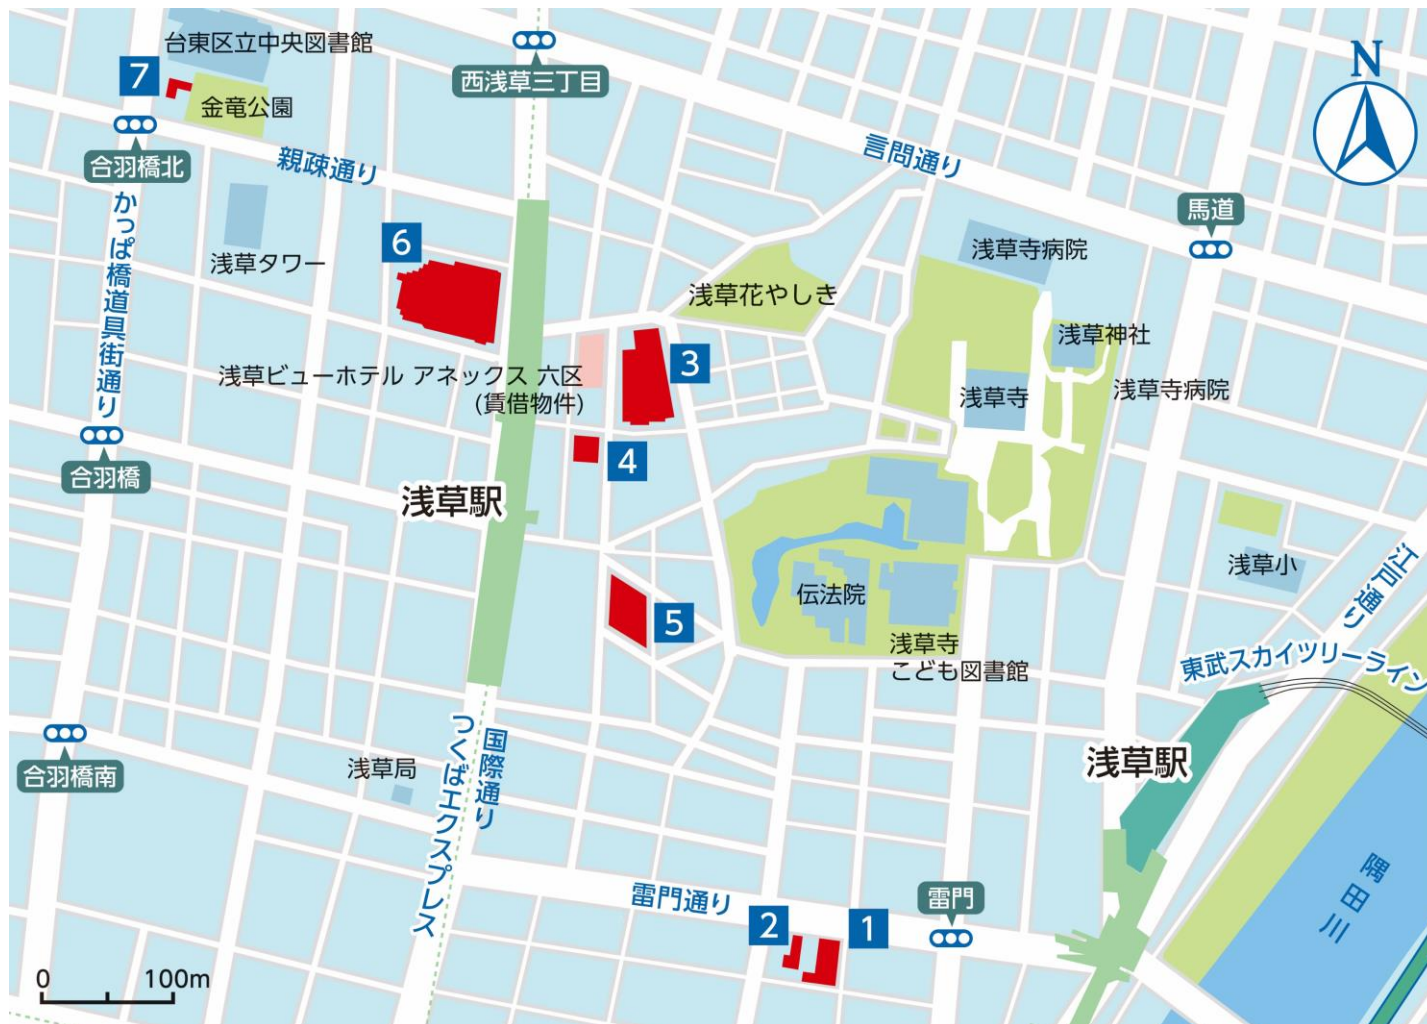 台東区立中央図書館
7
金竜公園
合羽橋北
西浅草三丁目
N
言問通り
親疎通り
馬道
かっぱ橋道具街通り
浅草タワー
6
浅草寺病院
浅草花やしき
浅草神社
浅草ビューホテル アネックス 六区
(賃借物件)
3
浅草寺
浅草寺病院
合羽橋
4
浅草駅
浅草小
江戸通り
伝法院
5
浅草寺
こども図書館
東武スカイツリーライン
合羽橋南
浅草局
国際通り
つくばエクスプレス
浅草駅
雷門通り
雷門
2
1
隅田川
0
100m